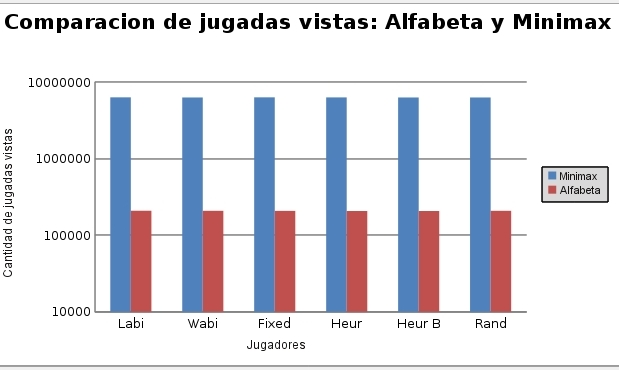 Comparacion de jugadas vistas: Alfabeta y Minimax
Cantidad de jugadas vistas
10000000
1000000
100000
10000
Labi Wabi Fixed Heur Heur B Rand
Jugadores
Minimax
Alfabeta